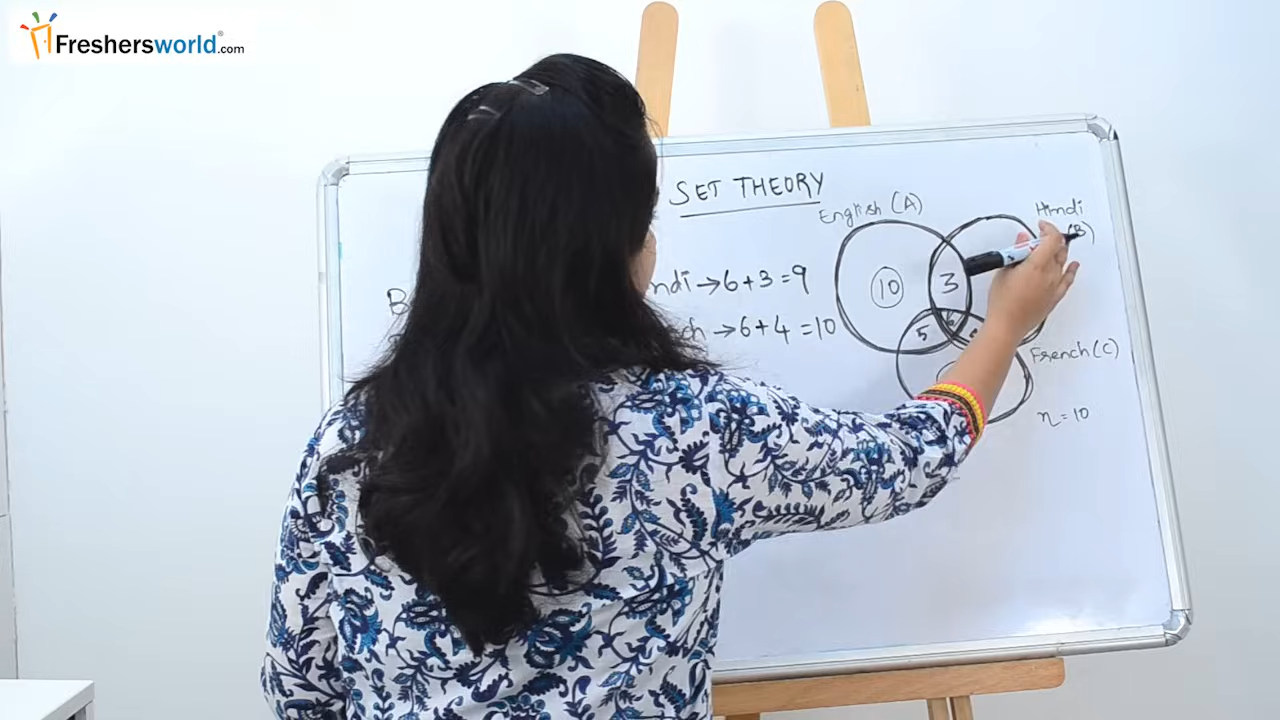 Freshersworld.com
SET THEORY
English (A)
Hindi
(B)
ndi → 6+3 = 9
10
3
6
5
ch → 6+4 = 10
French (C)
n = 10